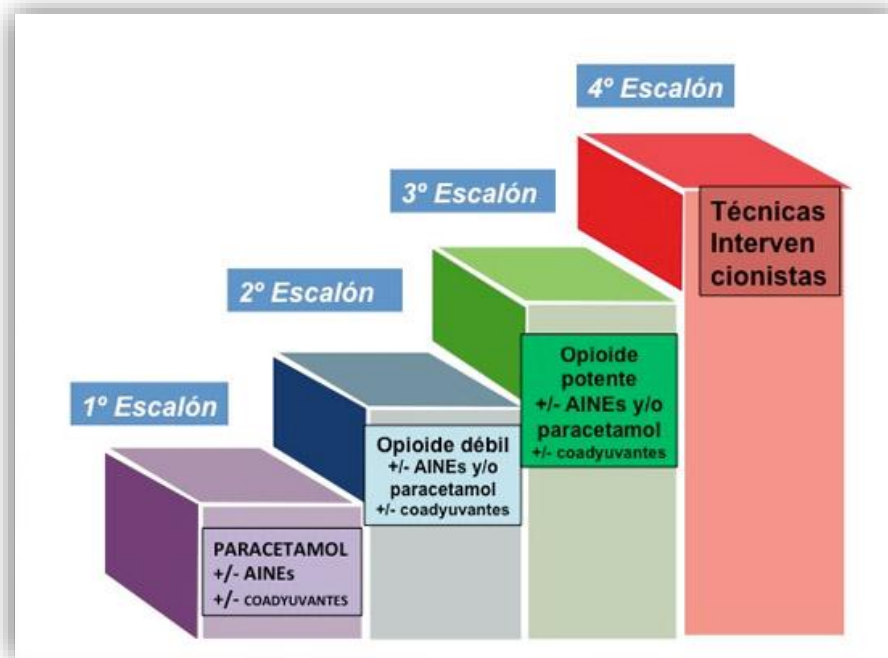 4º Escalón
Técnicas
Interven
cionistas
3º Escalón
Opioide
potente
+/- AINEs y/o
paracetamol
+/- coadyuvantes
2º Escalón
Opioide débil
+/- AINEs y/o
paracetamol
+/- coadyuvantes
1º Escalón
PARACETAMOL
+/- AINEs
+/- COADYUVANTES